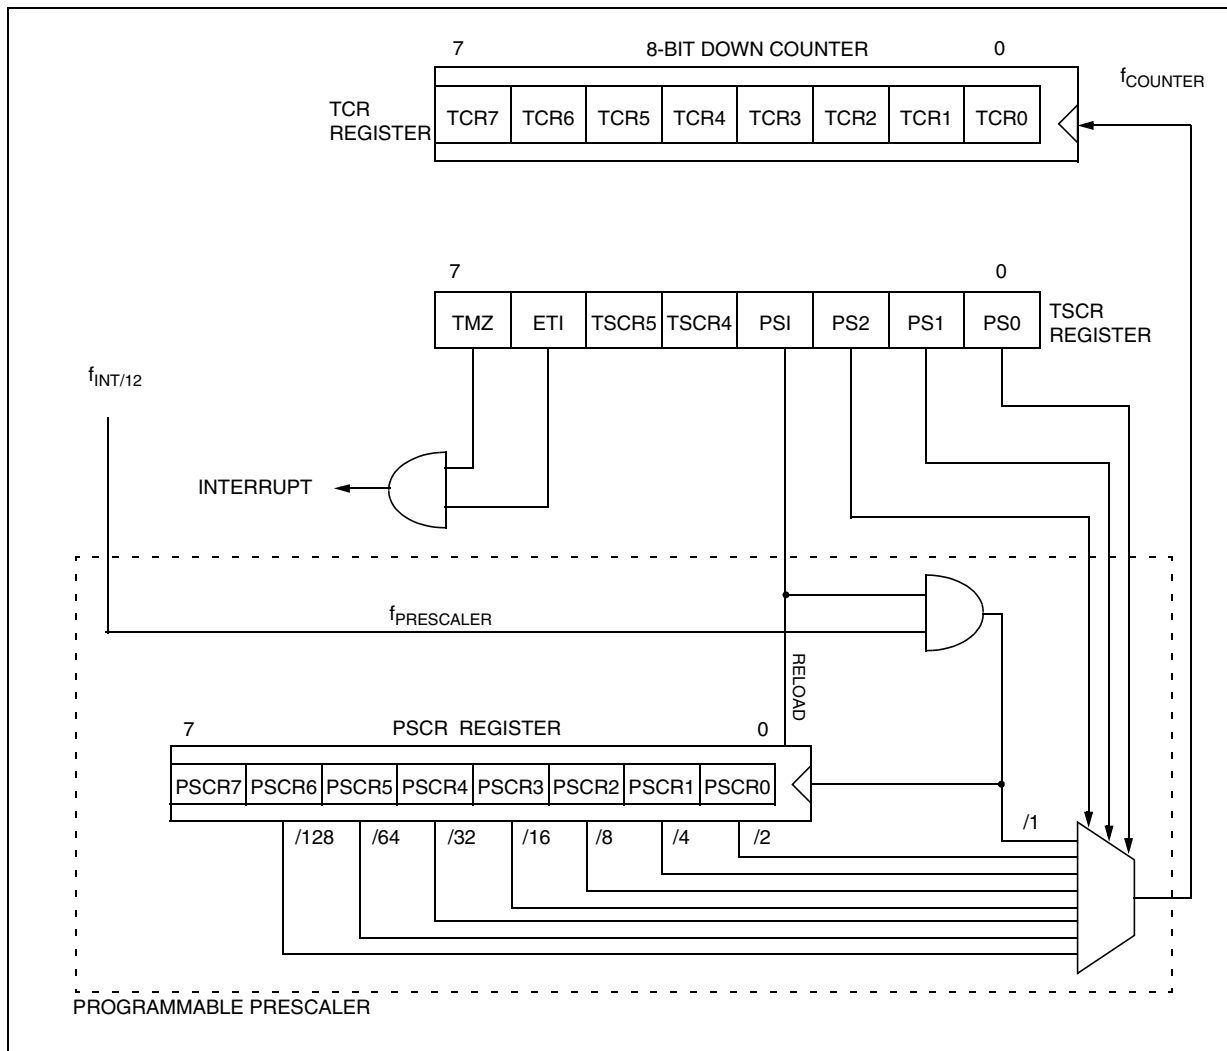 7 8-BIT DOWN COUNTER 0
fCOUNTER
TCR
REGISTER
TCR7 TCR6 TCR5 TCR4 TCR3 TCR2 TCR1 TCR0
7 0
TMZ ETI TSCR5 TSCR4 PSI PS2 PS1 PS0
TSCR
REGISTER
fINT/12
INTERRUPT
fPRESCALER
RELOAD
7 PSCR REGISTER 0
PSCR7 PSCR6 PSCR5 PSCR4 PSCR3 PSCR2 PSCR1 PSCR0
/128 /64 /32 /16 /8 /4 /2 /1
PROGRAMMABLE PRESCALER